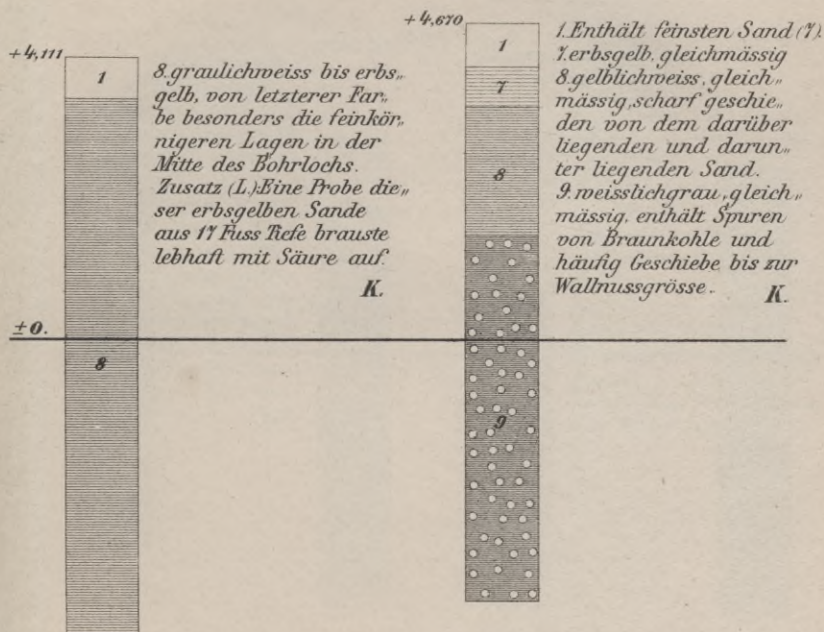 +4,111
1
8. graulichweiss bis erbs„
gelb, von letzterer Far„
be besonders die feinkör„
nigeren Lagen in der
Mitte des Bohrlochs.
Zusatz (L.):Eine Probe die„
ser erbsgelben Sande
aus 17 Fuss Tiefe brauste
lebhaft mit Säure auf.
K.
±0.
8
+4,670
1
7
8
9
1. Enthält feinsten Sand (7).
7. erbsgelb, gleichmässig
8. gelblichweiss, gleich„
mässig, scharf geschie„
den von dem darüber
liegenden und darun„
ter liegenden Sand.
9. weisslichgrau, gleich„
mässig, enthält Spuren
von Braunkohle und
häufig Geschiebe bis zur
Wallnussgrösse.
K.